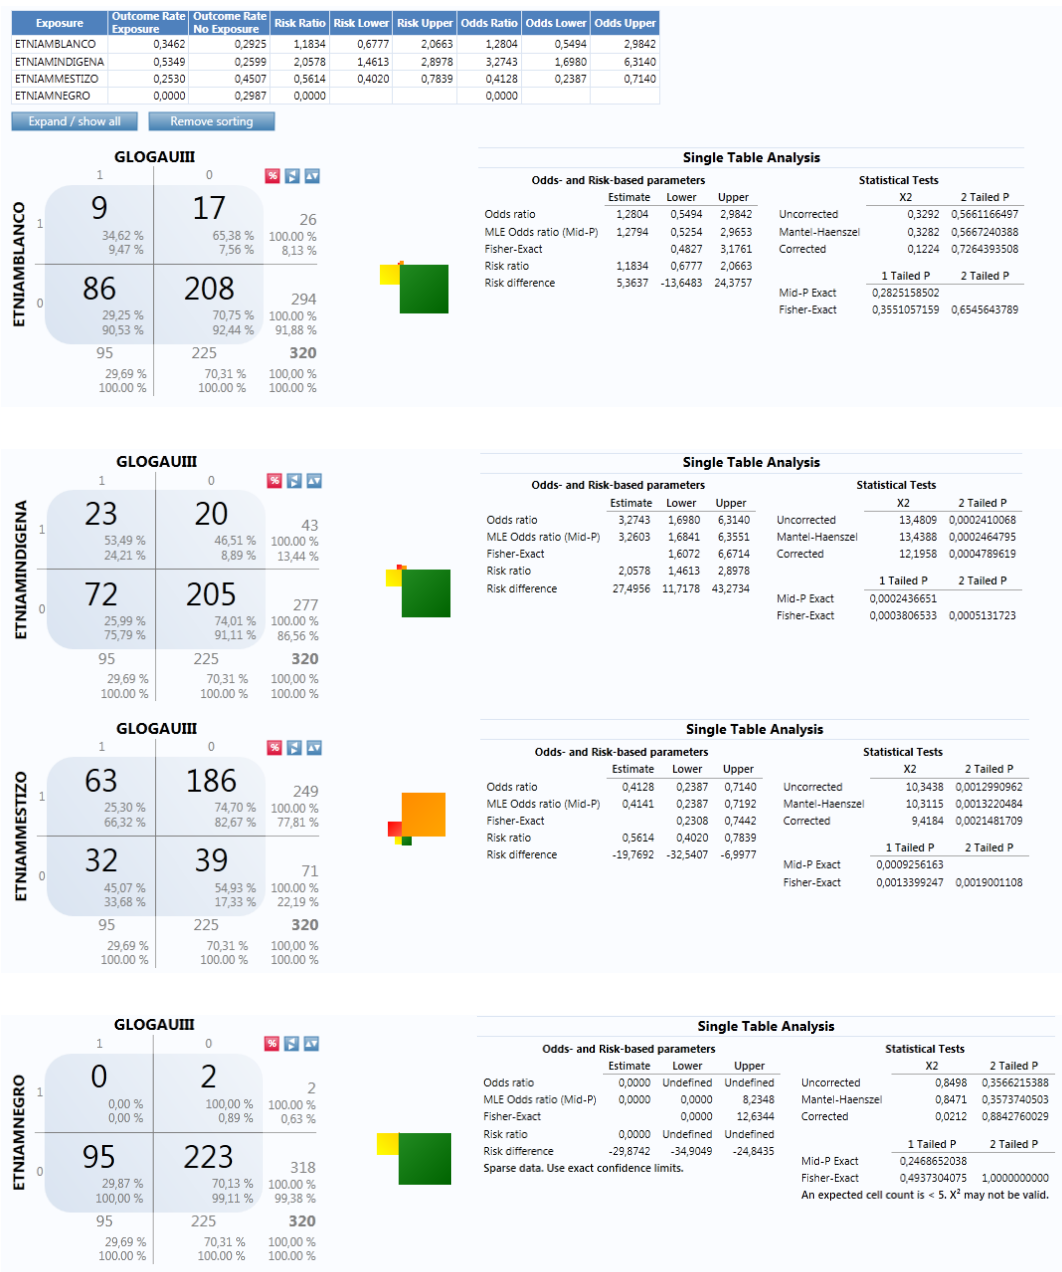 Exposure Outcome Rate Exposure Outcome Rate No Exposure Risk Ratio Risk Lower Risk Upper Odds Ratio Odds Lower Odds Upper
ETNIAMBLANCO 0,3462 0,2925 1,1834 0,6777 2,0663 1,2804 0,5494 2,9842
ETNIAMINDIGENA 0,5349 0,2599 2,0578 1,4613 2,8978 3,2743 1,6980 6,3140
ETNIAMMESTIZO 0,2530 0,4507 0,5614 0,4020 0,7839 0,4128 0,2387 0,7140
ETNIAMNEGRO 0,0000 0,2987 0,0000 0,0000
Expand / show all Remove sorting
GLOGAUIII
1 0 %
ETNIAMBLANCO
1 9 17 26
34,62 % 65,38 % 100.00 %
9,47 % 7,56 % 8,13 %
0 86 208 294
29,25 % 70,75 % 100.00 %
90,53 % 92,44 % 91,88 %
95 225 320
29,69 % 70,31 % 100,00 %
100.00 % 100.00 % 100.00 %
Single Table Analysis
Odds- and Risk-based parameters
Estimate Lower Upper
Odds ratio 1,2804 0,5494 2,9842
MLE Odds ratio (Mid-P) 1,2794 0,5254 2,9653
Fisher-Exact 0,4827 3,1761
Risk ratio 1,1834 0,6777 2,0663
Risk difference 5,3637 -13,6483 24,3757
Statistical Tests
X2 2 Tailed P
Uncorrected 0,3292 0,5661166497
Mantel-Haenszel 0,3282 0,5667240388
Corrected 0,1224 0,7264393508
1 Tailed P 2 Tailed P
Mid-P Exact 0,2825158502
Fisher-Exact 0,3551057159 0,6545643789
GLOGAUIII
1 0 %
ETNIAMINDIGENA
1 23 20 43
53,49 % 46,51 % 100.00 %
24,21 % 8,89 % 13,44 %
0 72 205 277
25,99 % 74,01 % 100.00 %
75,79 % 91,11 % 86,56 %
95 225 320
29,69 % 70,31 % 100,00 %
100.00 % 100.00 % 100.00 %
Single Table Analysis
Odds- and Risk-based parameters
Estimate Lower Upper
Odds ratio 3,2743 1,6980 6,3140
MLE Odds ratio (Mid-P) 3,2603 1,6841 6,3551
Fisher-Exact 1,6072 6,6714
Risk ratio 2,0578 1,4613 2,8978
Risk difference 27,4956 11,7178 43,2734
Statistical Tests
X2 2 Tailed P
Uncorrected 13,4809 0,0002410068
Mantel-Haenszel 13,4388 0,0002464795
Corrected 12,1958 0,0004789619
1 Tailed P 2 Tailed P
Mid-P Exact 0,0002436651
Fisher-Exact 0,0003806533 0,0005131723
GLOGAUIII
1 0 %
ETNIAMMESTIZO
1 63 186 249
25,30 % 74,70 % 100.00 %
66,32 % 82,67 % 77,81 %
0 32 39 71
45,07 % 54,93 % 100.00 %
33,68 % 17,33 % 22,19 %
95 225 320
29,69 % 70,31 % 100,00 %
100.00 % 100.00 % 100.00 %
Single Table Analysis
Odds- and Risk-based parameters
Estimate Lower Upper
Odds ratio 0,4128 0,2387 0,7140
MLE Odds ratio (Mid-P) 0,4141 0,2387 0,7192
Fisher-Exact 0,2308 0,7442
Risk ratio 0,5614 0,4020 0,7839
Risk difference -19,7692 -32,5407 -6,9977
Statistical Tests
X2 2 Tailed P
Uncorrected 10,3438 0,0012990962
Mantel-Haenszel 10,3115 0,0013220484
Corrected 9,4184 0,0021481709
1 Tailed P 2 Tailed P
Mid-P Exact 0,0009256163
Fisher-Exact 0,0013399247 0,0019001108
GLOGAUIII
1 0 %
ETNIAMNEGRO
1 0 2 2
0,00 % 100,00 % 100.00 %
0,00 % 0,89 % 0,63 %
0 95 223 318
29,87 % 70,13 % 100.00 %
100,00 % 99,11 % 99,38 %
95 225 320
29,69 % 70,31 % 100,00 %
100.00 % 100.00 % 100.00 %
Single Table Analysis
Odds- and Risk-based parameters
Estimate Lower Upper
Odds ratio 0,0000 Undefined Undefined
MLE Odds ratio (Mid-P) 0,0000 0,0000 8,2348
Fisher-Exact 0,0000 12,6344
Risk ratio 0,0000 Undefined Undefined
Risk difference -29,8742 -34,9049 -24,8435
Sparse data. Use exact confidence limits.
Statistical Tests
X2 2 Tailed P
Uncorrected 0,8498 0,3566215388
Mantel-Haenszel 0,8471 0,3573740503
Corrected 0,0212 0,8842760029
1 Tailed P 2 Tailed P
Mid-P Exact 0,2468652038
Fisher-Exact 0,4937304075 1,0000000000
An expected cell count is < 5. X² may not be valid.